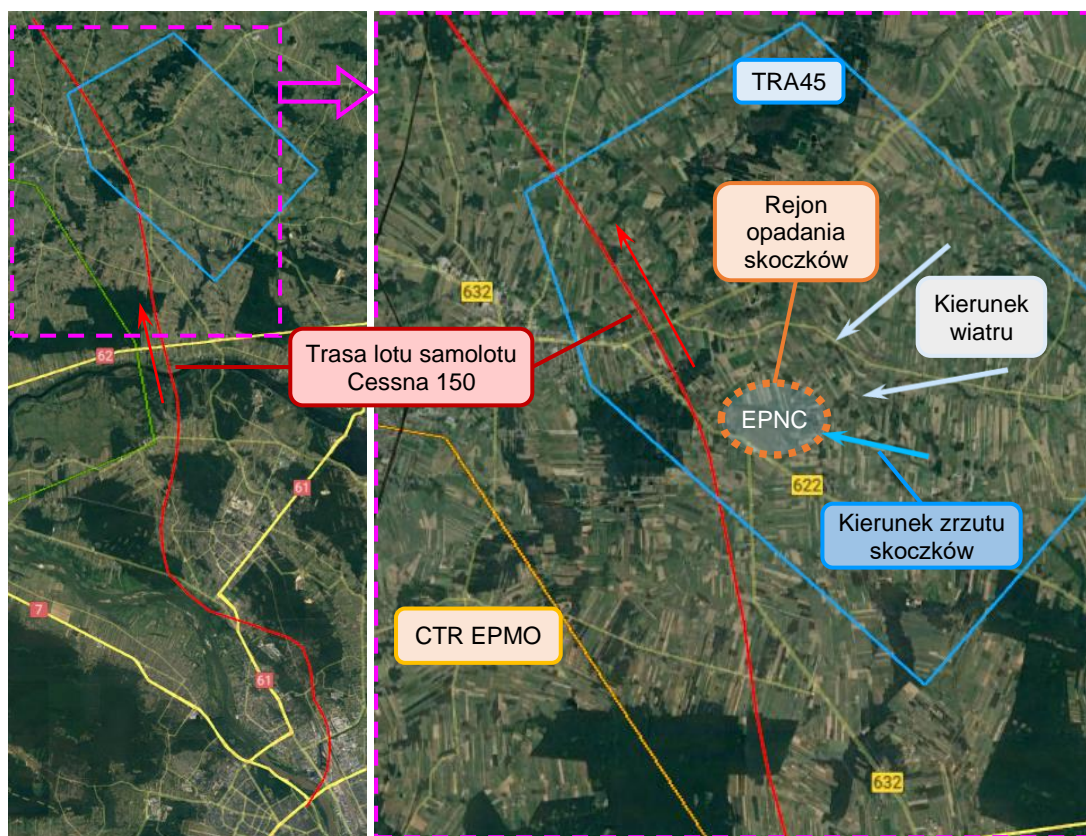 62
61
7
61
Trasa lotu samolotu
Cessna 150
TRA45
Rejon
opadania
skoczków
632
Kierunek
wiatru
EPNC
622
Kierunek zrzutu
skoczków
CTR EPMO
632